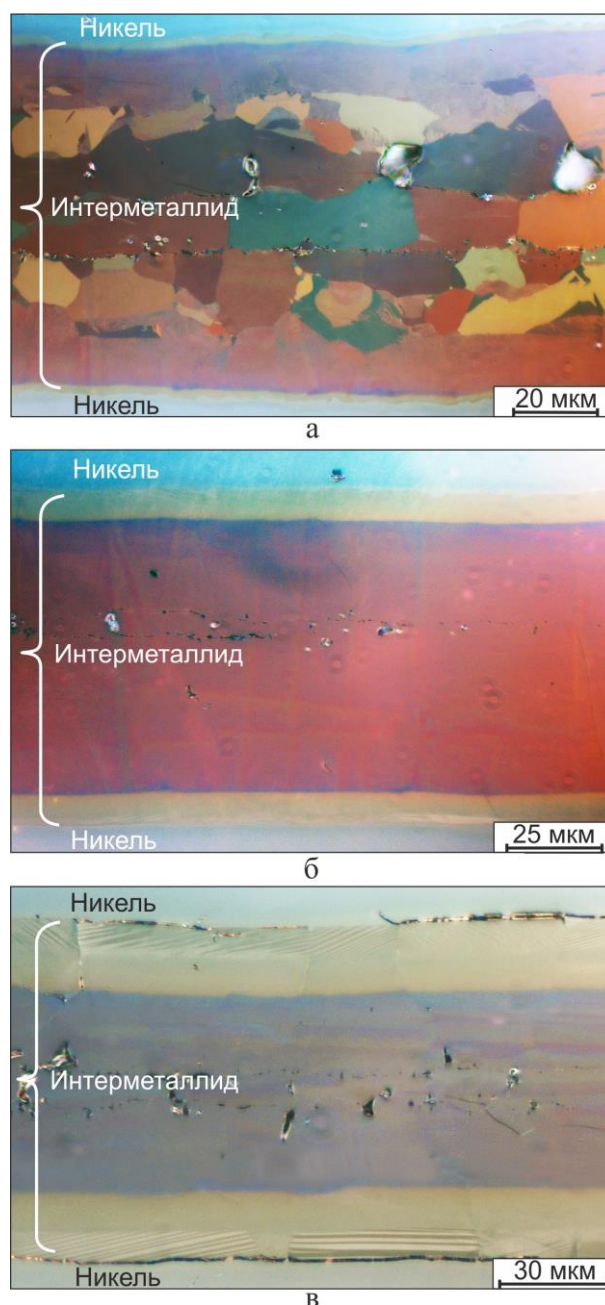 Никель
Интерметаллид
Никель
20 мкм
а
Никель
Интерметаллид
Никель
25 мкм
б
Никель
Интерметаллид
Никель
30 мкм
в